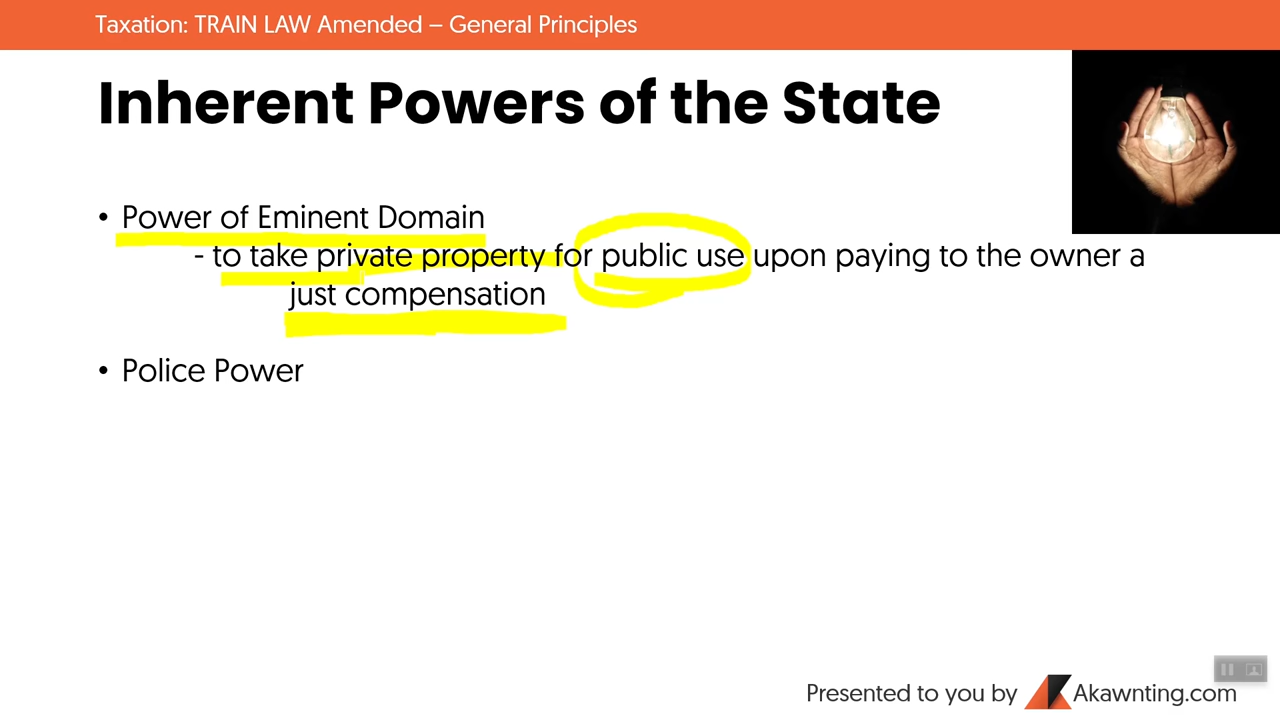 Taxation: TRAIN LAW Amended – General Principles
Inherent Powers of the State
• Power of Eminent Domain
- to take private property for public use upon paying to the owner a
just compensation
• Police Power
Presented to you by Akawnting.com